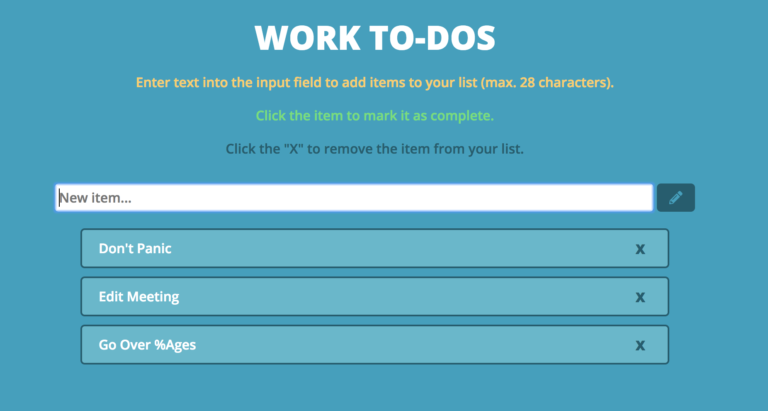 WORK TO-DOS
Enter text into the input field to add items to your list (max. 28 characters).
Click the item to mark it as complete.
Click the "X" to remove the item from your list.
New item...
Don't Panic X
Edit Meeting X
Go Over %Ages X